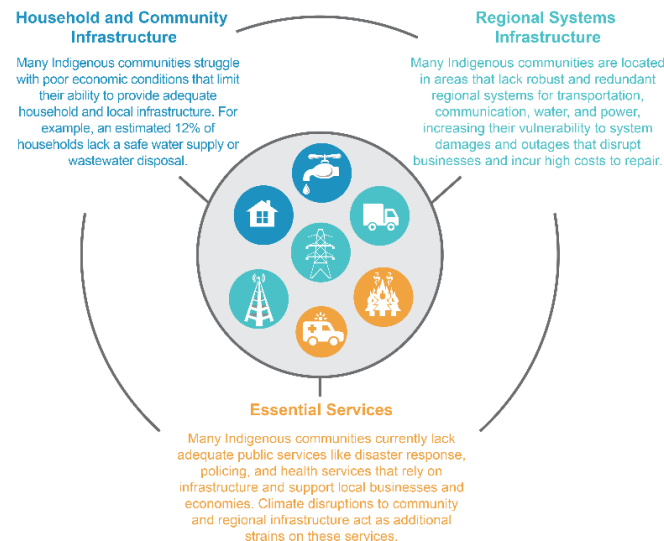 Household and Community
Infrastructure
Many Indigenous communities struggle
with poor economic conditions that limit
their ability to provide adequate
household and local infrastructure. For
example, an estimated 12% of
households lack a safe water supply or
wastewater disposal.
Regional Systems
Infrastructure
Many Indigenous communities are located
in areas that lack robust and redundant
regional systems for transportation,
communication, water, and power,
increasing their vulnerability to system
damages and outages that disrupt
businesses and incur high costs to repair.
Essential Services
Many Indigenous communities currently lack
adequate public services like disaster response,
policing, and health services that rely on
infrastructure and support local businesses and
economies. Climate disruptions to community
and regional infrastructure act as additional
strains on these services.